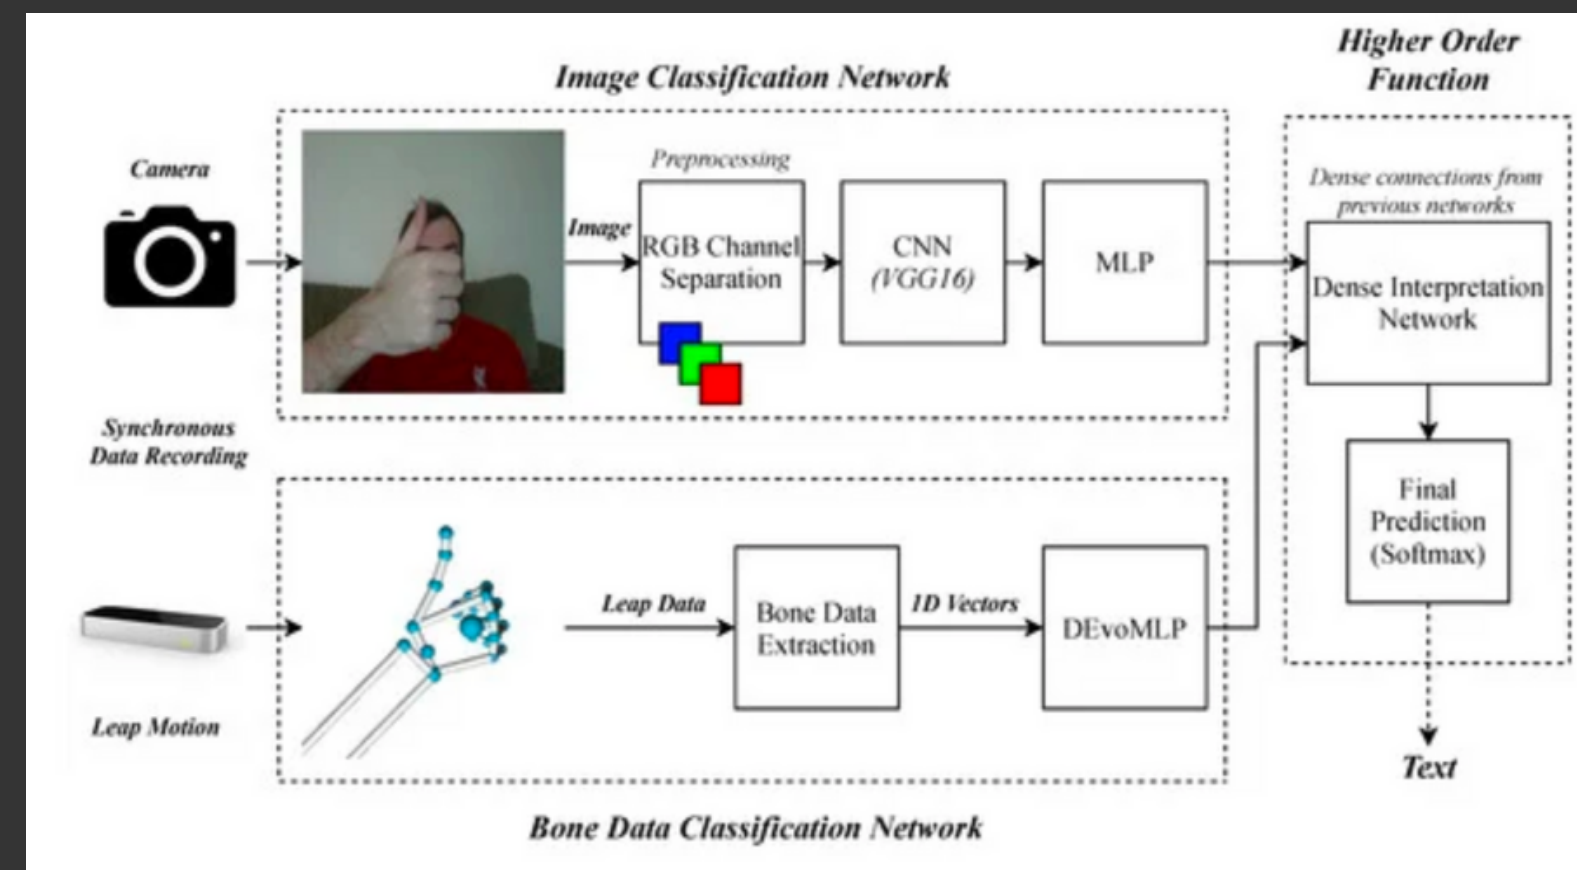 Higher Order
Function
Image Classification Network
Camera
Preprocessing
Dense connections from
previous networks
Image
RGB Channel
Separation
CNN
(VGG16)
MLP
Dense Interpretation
Network
Synchronous
Data Recording
Final
Prediction
(Softmax)
Leap Data
Bone Data
Extraction
1D Vectors
DEvoMLP
Leap Motion
Text
Bone Data Classification Network